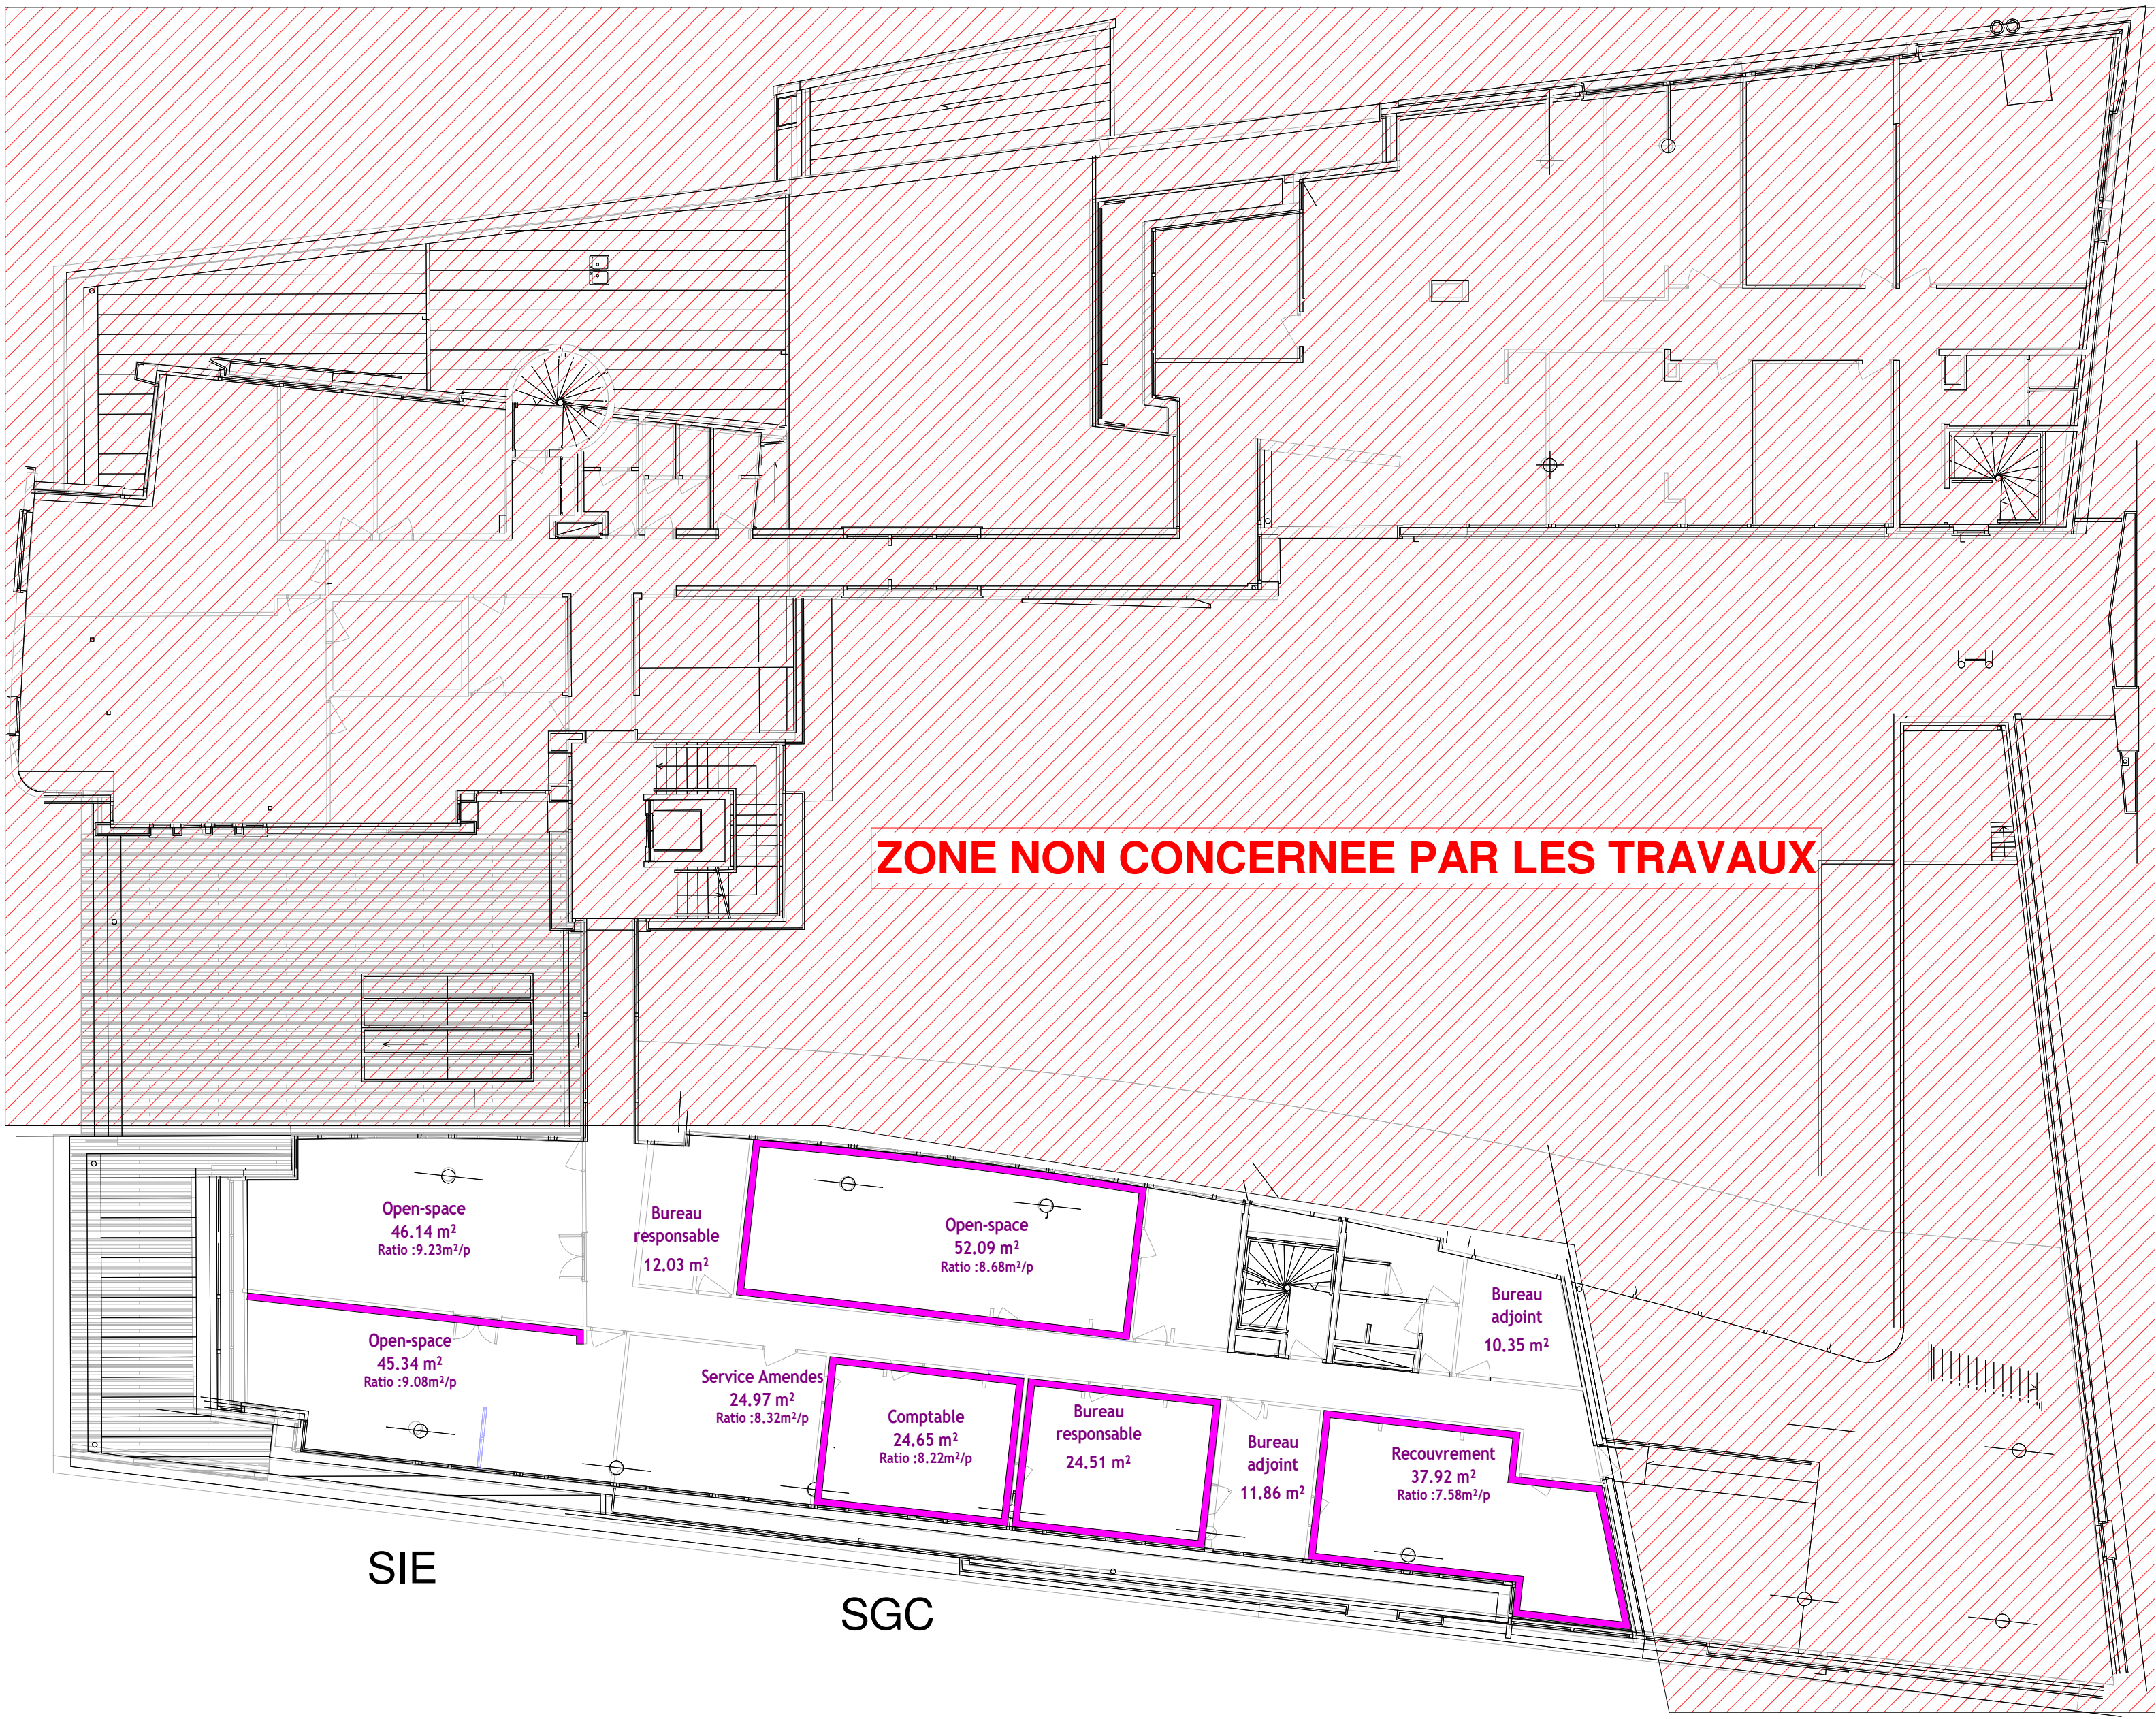 ZONE NON CONCERNEE PAR LES TRAVAUX
Open-space
46.14 m²
Ratio :9.23m²/p
Bureau
responsable
12.03 m²
Open-space
52.09 m²
Ratio :8.68m²/p
Bureau
adjoint
10.35 m²
Open-space
45.34 m²
Ratio :9.08m²/p
Service Amendes
24.97 m²
Ratio :8.32m²/p
Comptable
24.65 m²
Ratio :8.22m²/p
Bureau
responsable
24.51 m²
Bureau
adjoint
11.86 m²
Recouvrement
37.92 m²
Ratio :7.58m²/p
SIE
SGC